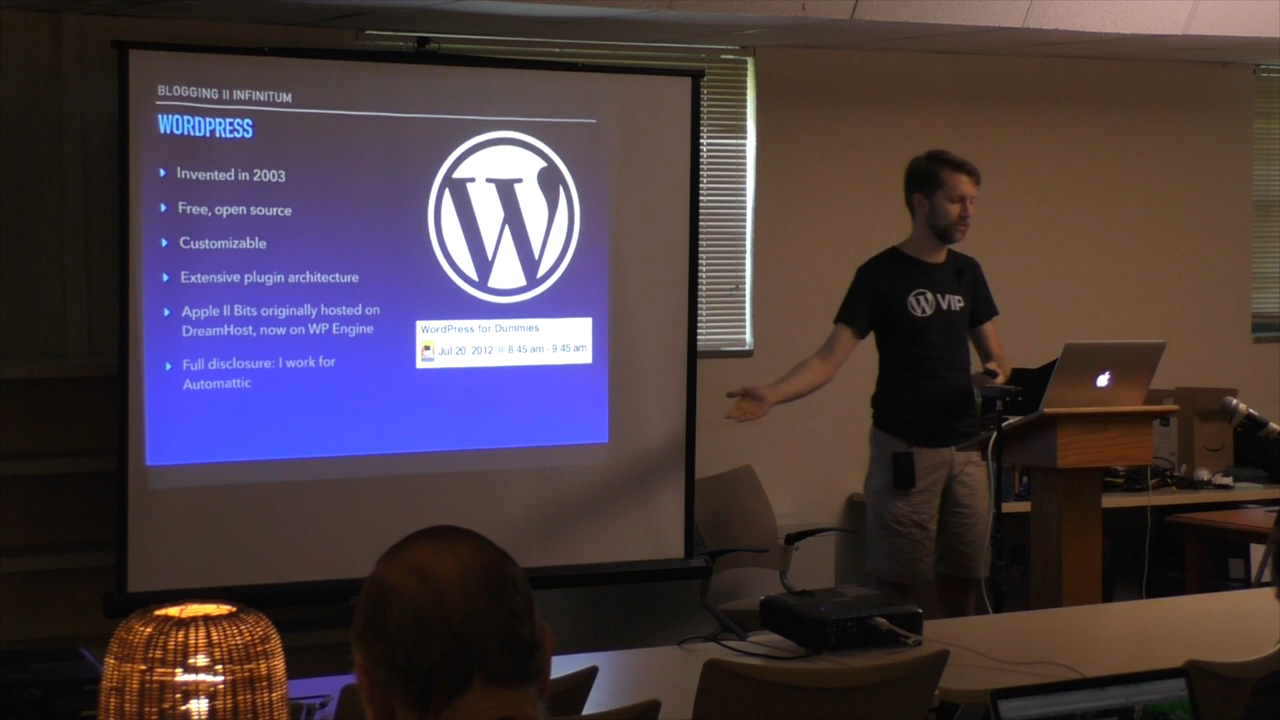 BLOGGING II INFINITUM
WORDPRESS
Invented in 2003
Free, open source
Customizable
Extensive plugin architecture
Apple II Bits originally hosted on
DreamHost, now on WP Engine
Full disclosure: I work for
Automattic
W
WordPress for Dummies
Jul 20, 2012 @ 8:45 am - 9:45 am
W VIP